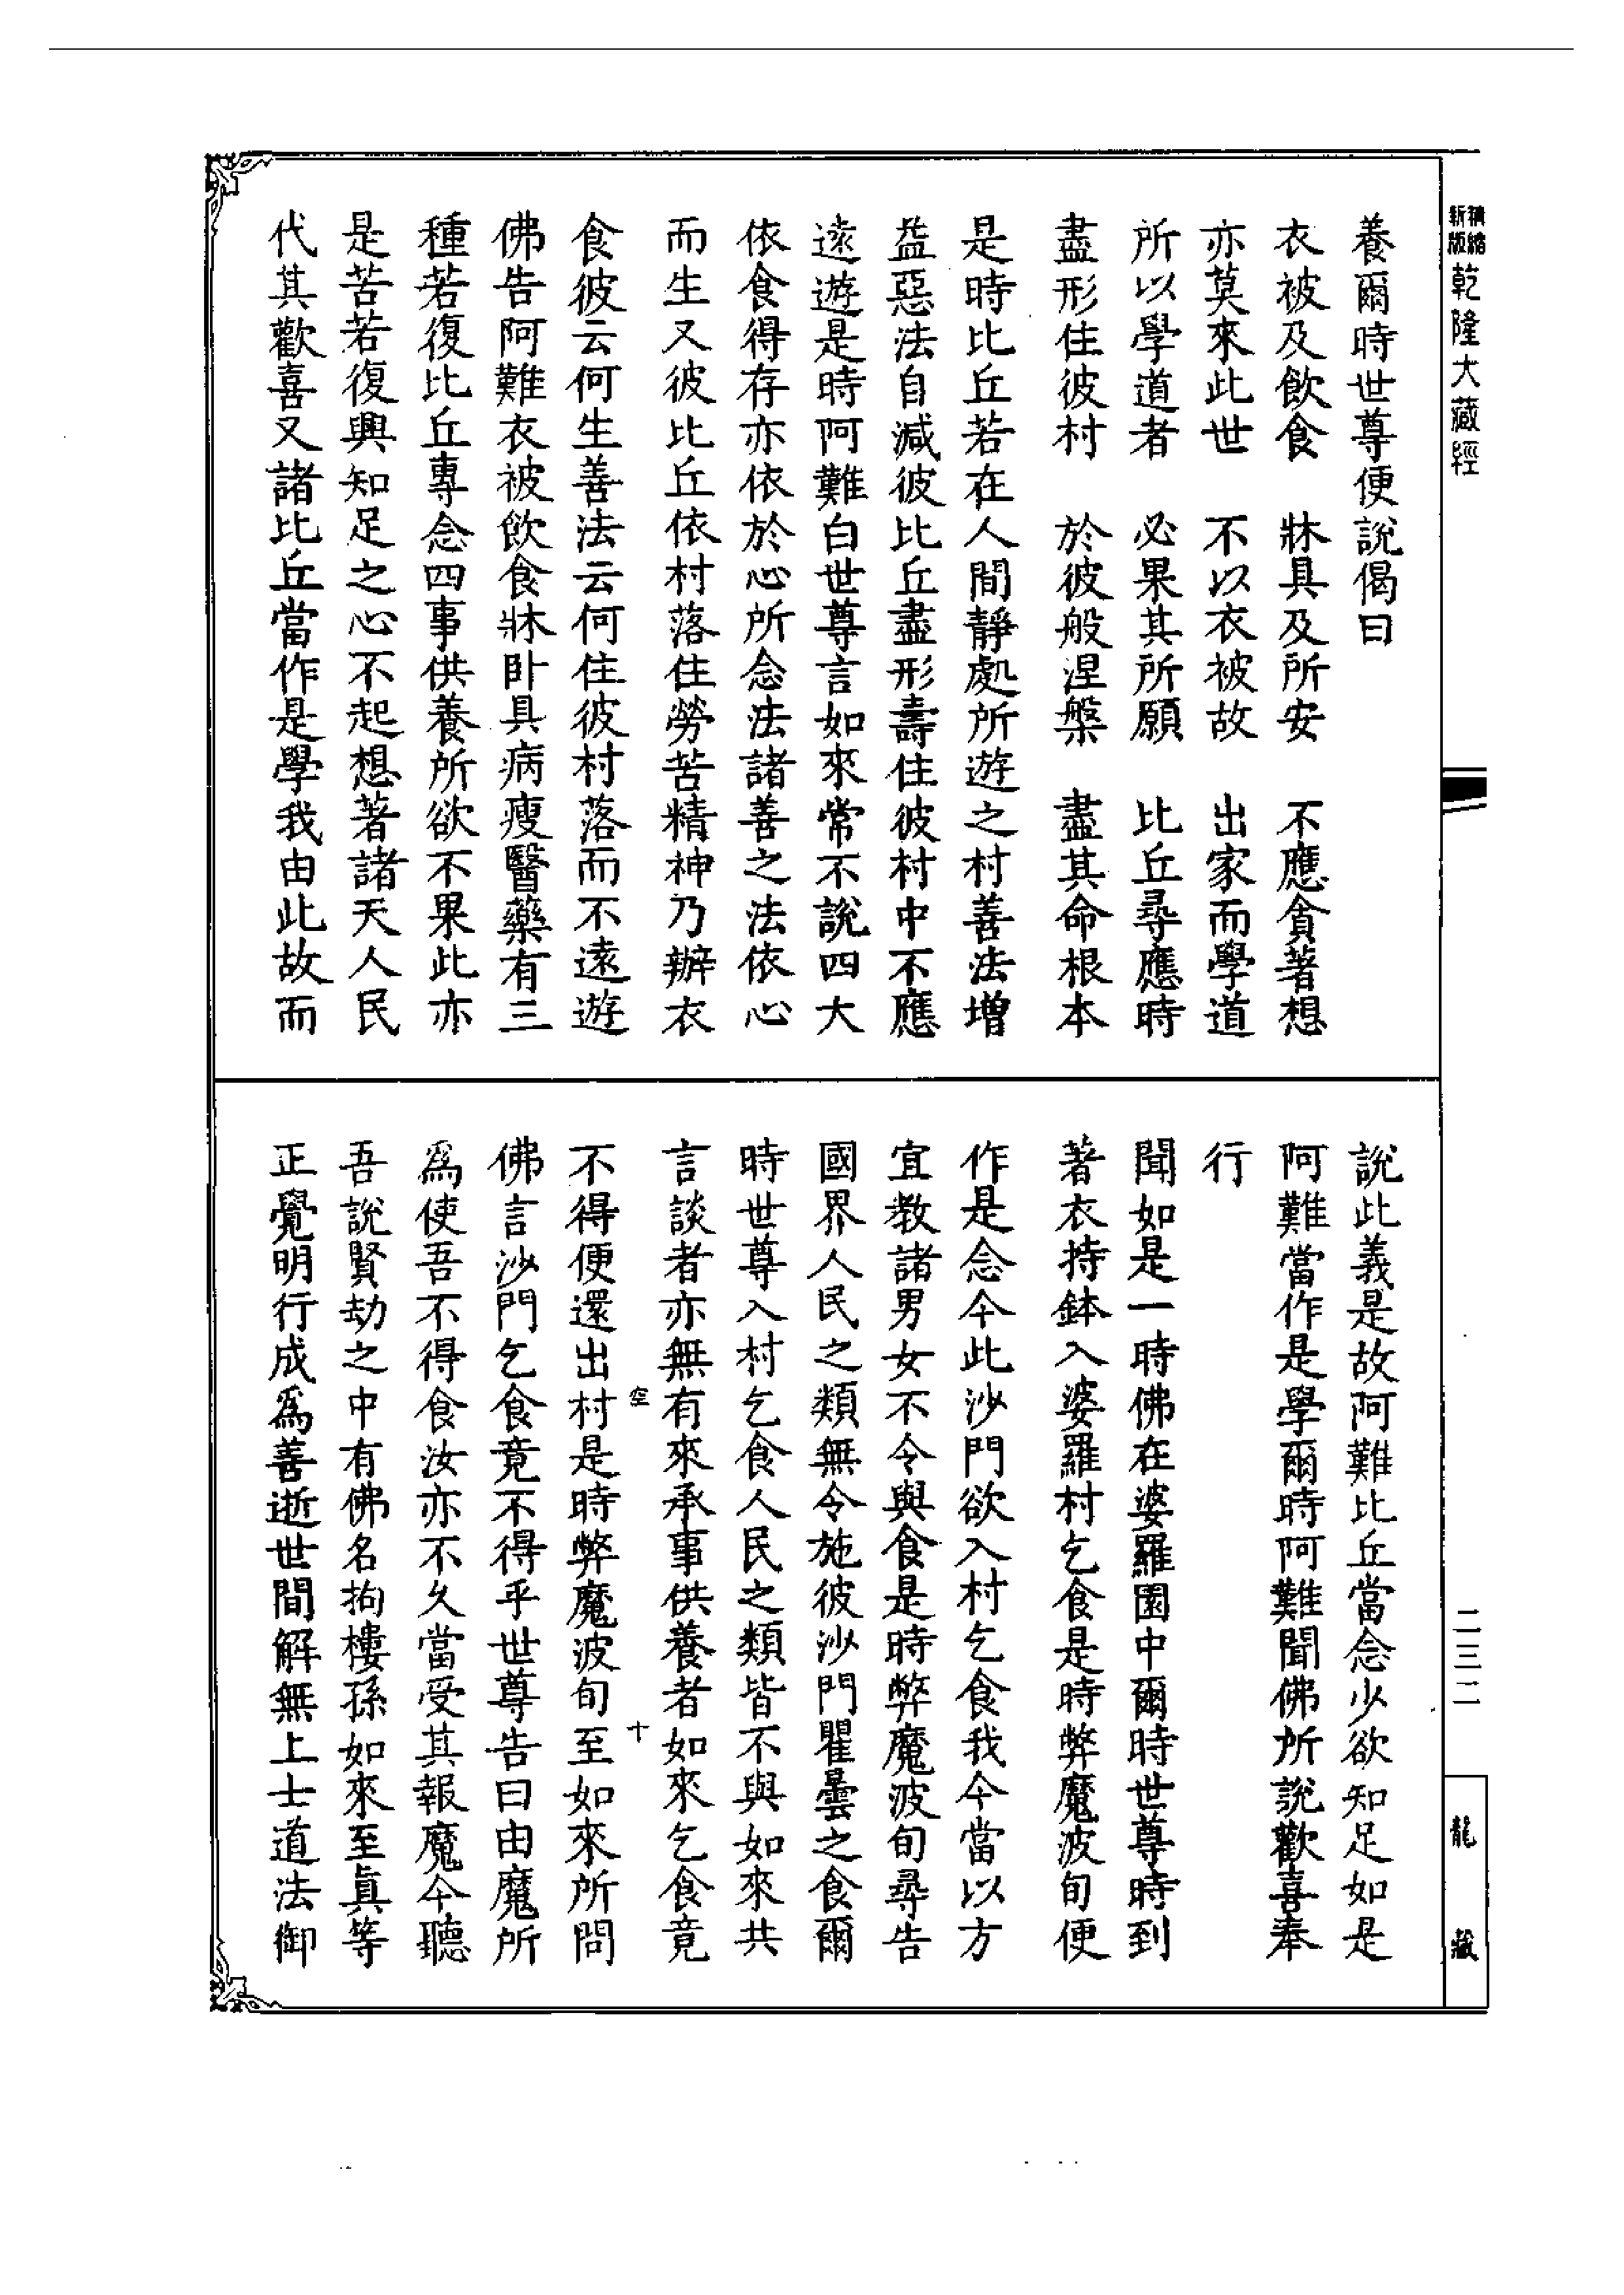 精縮新版乾隆大藏經
養爾時世尊便說偈曰
衣被及飲食　牀具及所安　不應貪著想
亦莫來此世　不以衣被故　出家而學道
所以學道者　必果其所願　比丘尋應時
盡形住彼村　於彼般涅槃　盡其命根本
是時比丘若在人間靜處所遊之村善法增
益惡法自減彼比丘盡形壽住彼村中不應
遠遊是時阿難白世尊言如來常不說四大
依食得存亦依於心所念法諸善之法依心
而生又彼比丘依村落住勞苦精神乃辦衣
食彼云何生善法云何住彼村落而不遠遊
佛告阿難衣被飲食牀臥具病瘦醫藥有三
種若復比丘專念四事供養所欲不果此亦
是苦若復興知足之心不起想著諸天人民
代其歡喜又諸比丘當作是學我由此故而
說此義是故阿難比丘當念少欲知足如是
阿難當作是學爾時阿難聞佛所說歡喜奉
行
聞如是一時佛在婆羅園中爾時世尊時到
著衣持鉢入婆羅村乞食是時弊魔波旬便
作是念今此沙門欲入村乞食我今當以方
宜教諸男女不令與食是時弊魔波旬尋告
國界人民之類無令施彼沙門瞿曇之食爾
時世尊入村乞食人民之類皆不與如來共
言談者亦無有來承事供養者如來乞食竟
空　十
不得便還出村是時弊魔波旬至如來所問
佛言沙門乞食竟不得乎世尊告曰由魔所
爲使吾不得食汝亦不久當受其報魔今聽
吾說賢劫之中有佛名拘樓孫如來至眞等
正覺明行成爲善逝世間解無上士道法御
二三二
龍藏